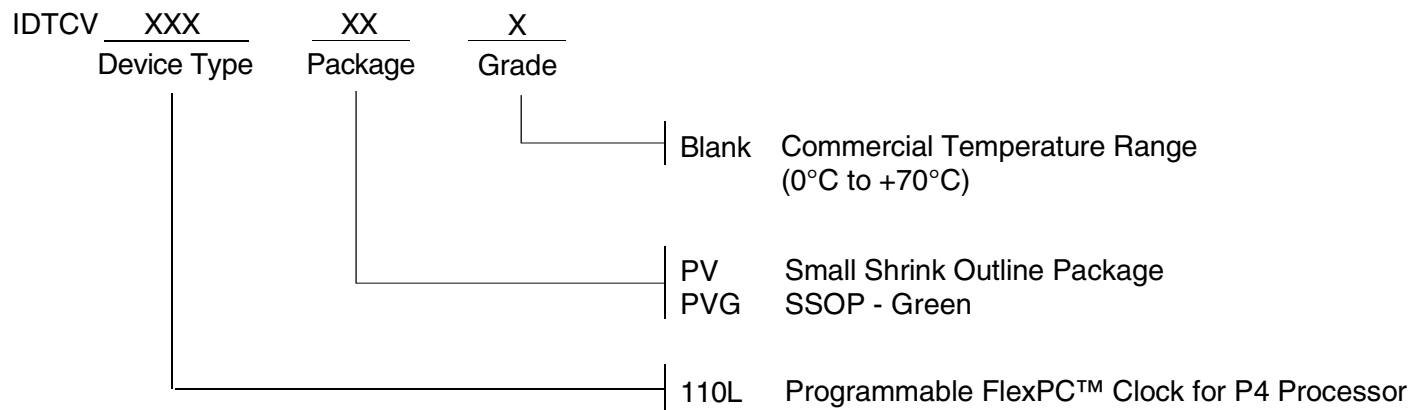 IDTCV XXX XX X
Device Type Package Grade
Blank Commercial Temperature Range
(0°C to +70°C)
PV Small Shrink Outline Package
PVG SSOP - Green
110L Programmable FlexPC™ Clock for P4 Processor